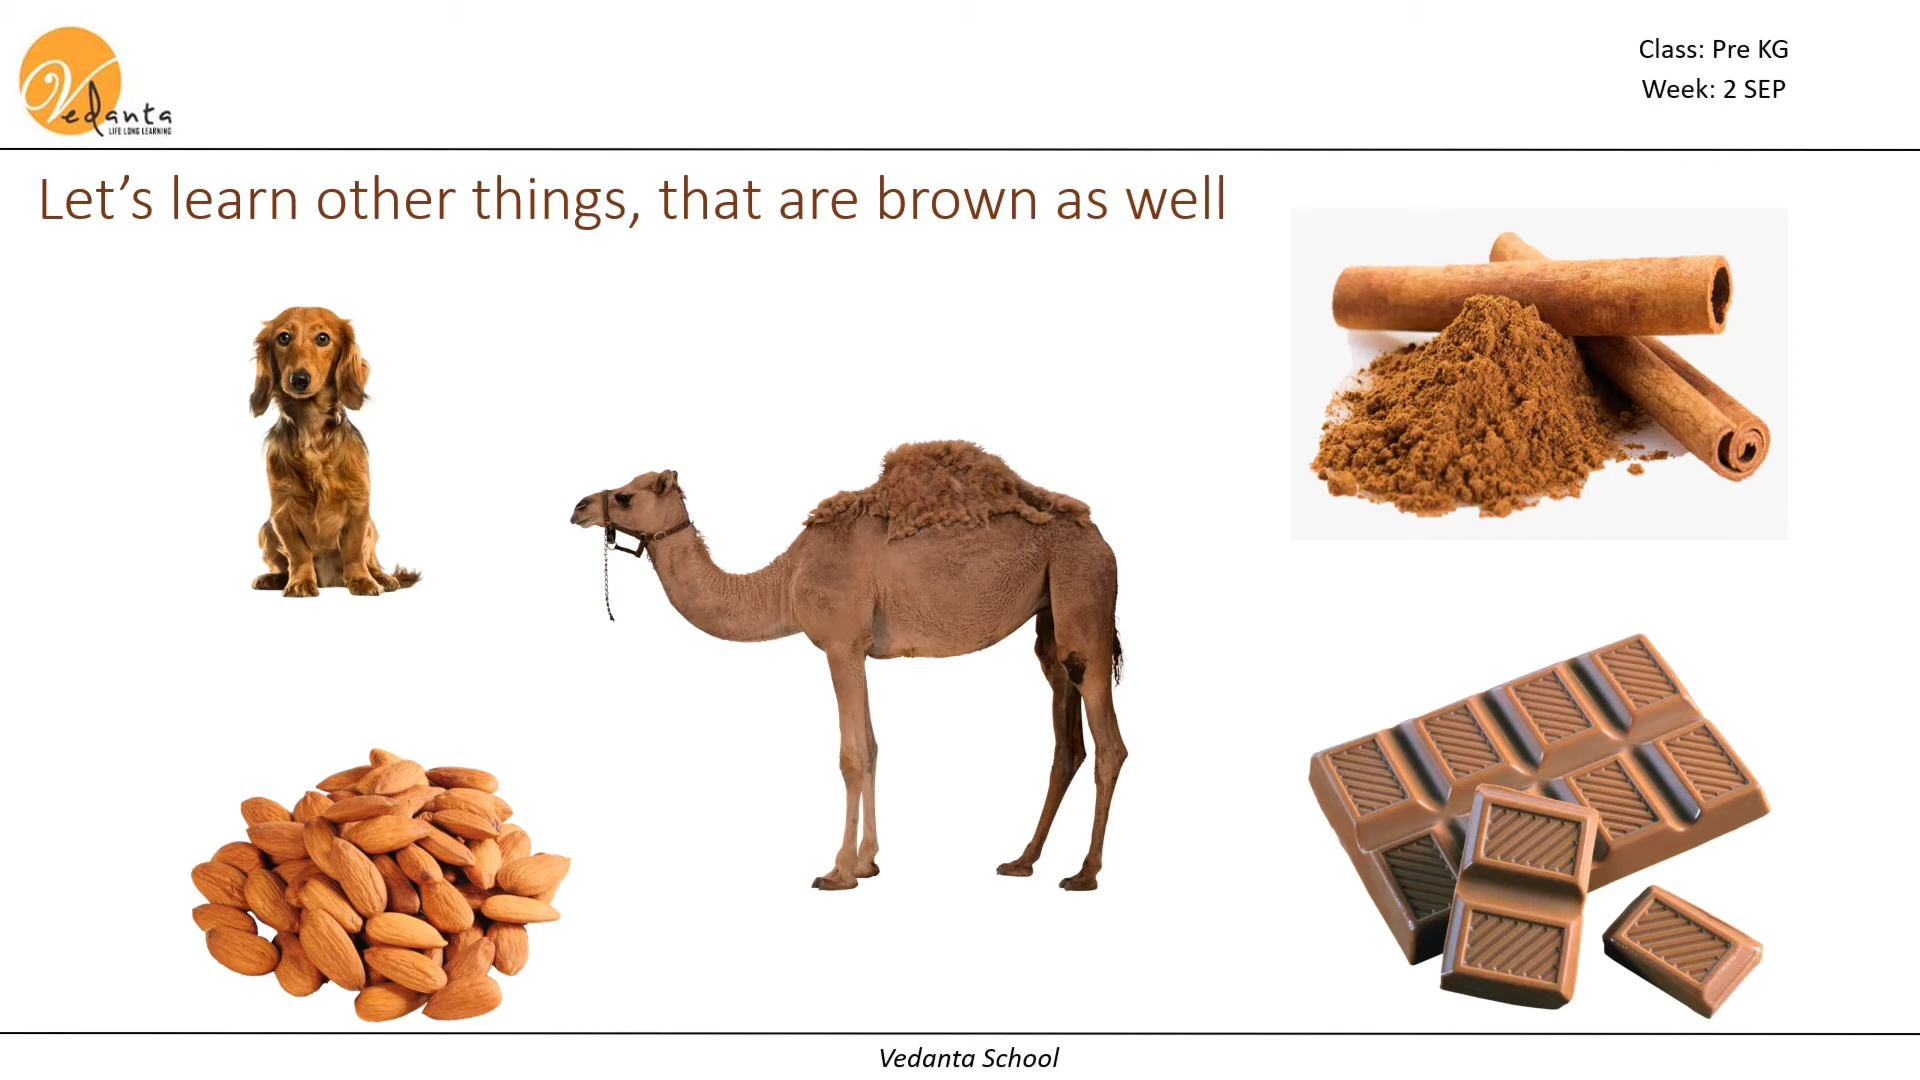 Vedanta
LIFE LONG LEARNING
Class: Pre KG
Week: 2 SEP
Let’s learn other things, that are brown as well
Vedanta School